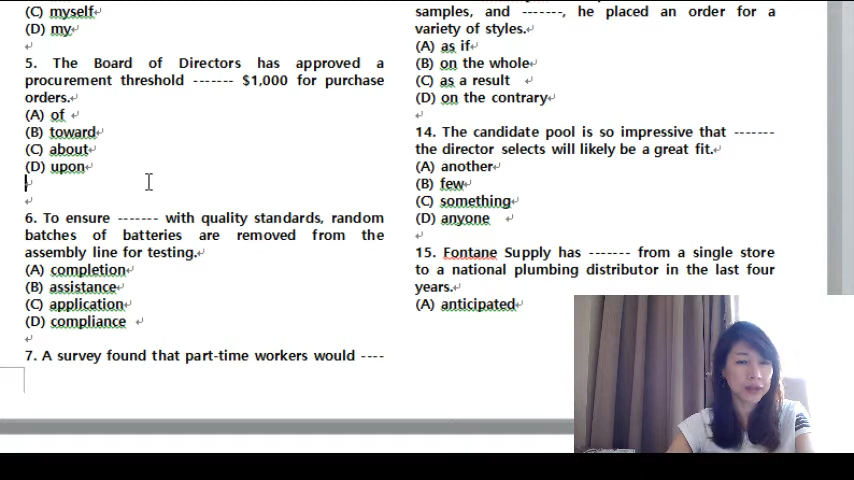 (C) myself
(D) my
5. The Board of Directors has approved a
procurement threshold ------- $1,000 for purchase
orders.
(A) of
(B) toward
(C) about
(D) upon
6. To ensure ------- with quality standards, random
batches of batteries are removed from the
assembly line for testing.
(A) completion
(B) assistance
(C) application
(D) compliance
7. A survey found that part-time workers would ----
samples, and -------, he placed an order for a
variety of styles.
(A) as if
(B) on the whole
(C) as a result
(D) on the contrary
14. The candidate pool is so impressive that -------
the director selects will likely be a great fit.
(A) another
(B) few
(C) something
(D) anyone
15. Fontane Supply has ------- from a single store
to a national plumbing distributor in the last four
years.
(A) anticipated